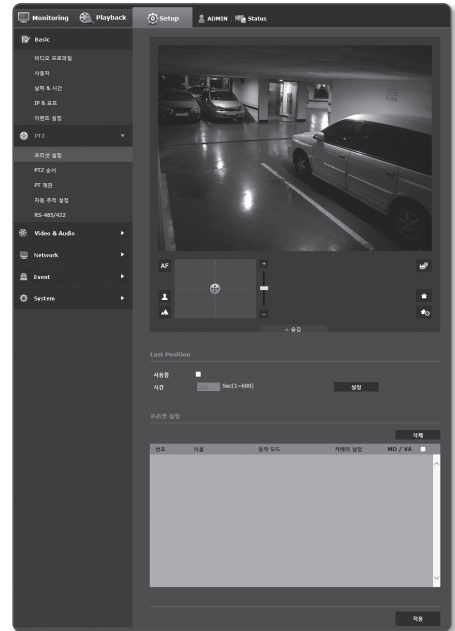 Monitoring Playback Setup ADMIN Status
Basic
비디오 프로파일
사용자
날짜 & 시간
IP & 포트
이벤트 설정
PTZ
프리셋 설정
PTZ 순서
PT 제한
자동 추적 설정
RS-485/422
Video & Audio
Network
Event
System
AF
숨김
Last Position
사용함
시간 Sec(1~600) 설정
프리셋 설정
삭제
번호 이름 동작 모드 카메라 설정 MD / VA
적용